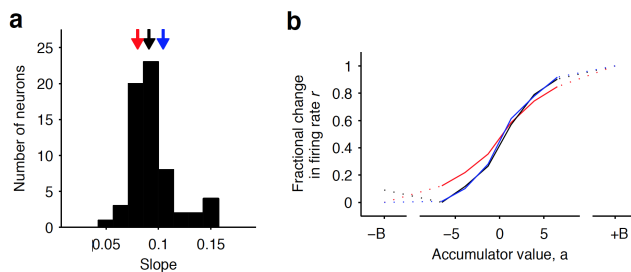 a
25
20
15
10
5
0
Number of neurons
0.05 0.1 0.15
Slope
b
1
0.8
0.6
0.4
0.2
0
Fractional change
in firing rate r
−B −5 0 5 +B
Accumulator value, a